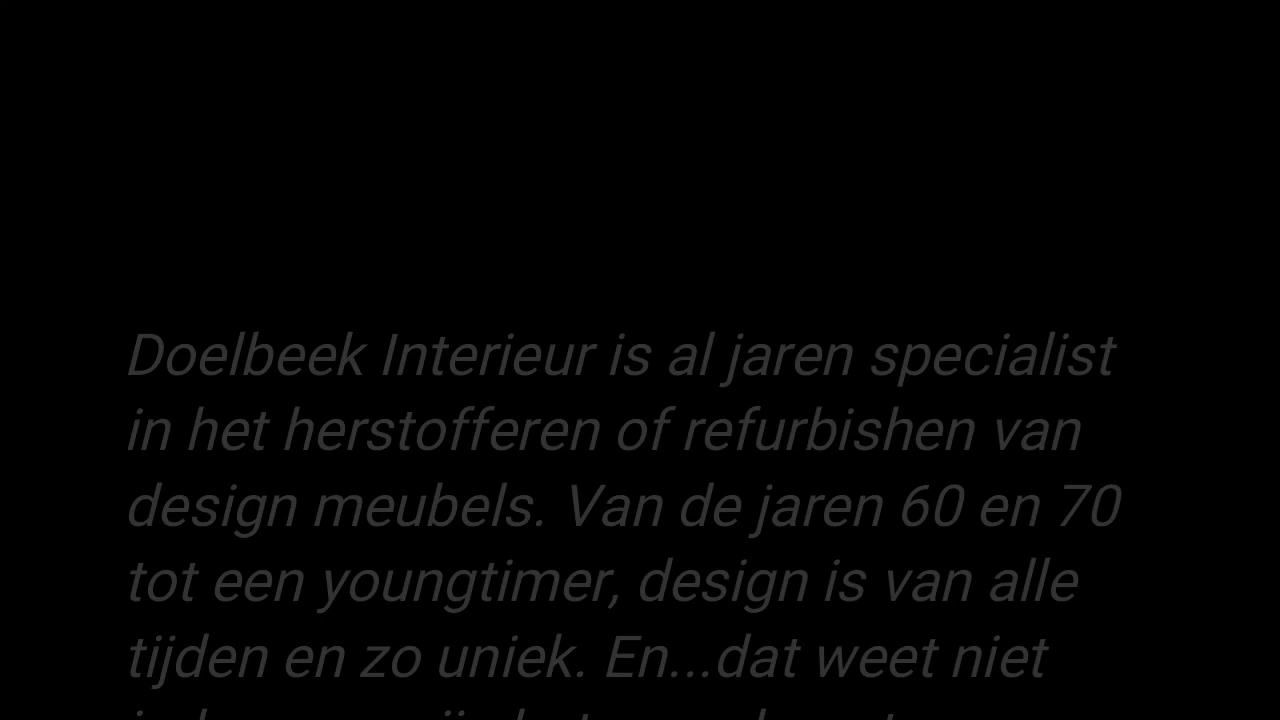 Doelbeek Interieur is al jaren specialist
in het herstofferen of refurbishen van
design meubels. Van de jaren 60 en 70
tot een youngtimer, design is van alle
tijden en zo uniek. En...dat weet niet